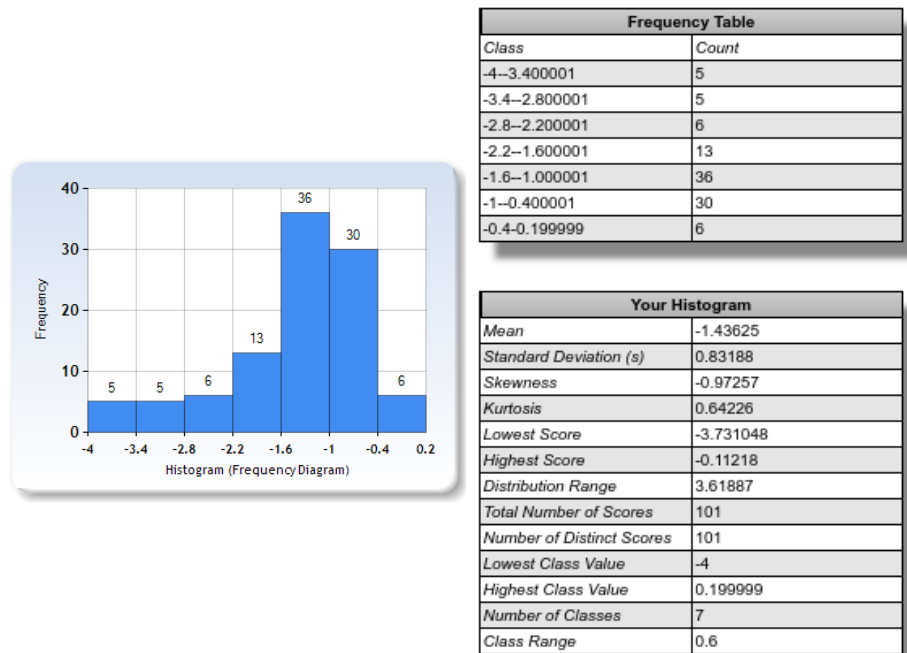 Frequency Table
Class Count
-4--3.400001 5
-3.4--2.800001 5
-2.8--2.200001 6
-2.2--1.600001 13
-1.6--1.000001 36
-1--0.400001 30
-0.4-0.199999 6
40
30
20
10
0
Frequency
5 5 6 13 36 30 6
-4 -3.4 -2.8 -2.2 -1.6 -1 -0.4 0.2
Histogram (Frequency Diagram)
Your Histogram
Mean -1.43625
Standard Deviation (s) 0.83188
Skewness -0.97257
Kurtosis 0.64226
Lowest Score -3.731048
Highest Score -0.11218
Distribution Range 3.61887
Total Number of Scores 101
Number of Distinct Scores 101
Lowest Class Value -4
Highest Class Value 0.199999
Number of Classes 7
Class Range 0.6